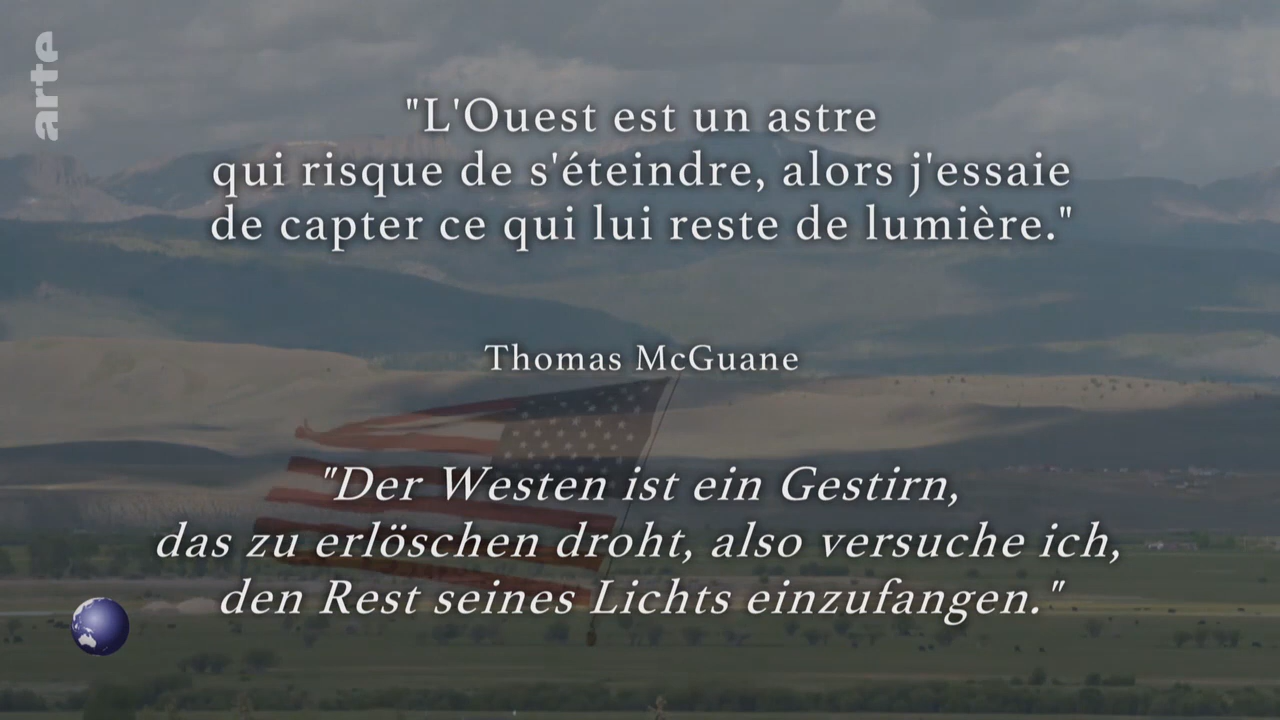 arte
"L'Ouest est un astre
qui risque de s'éteindre, alors j'essaie
de capter ce qui lui reste de lumière."
Thomas McGuane
"Der Westen ist ein Gestirn,
das zu erlöschen droht, also versuche ich,
den Rest seines Lichts einzufangen."